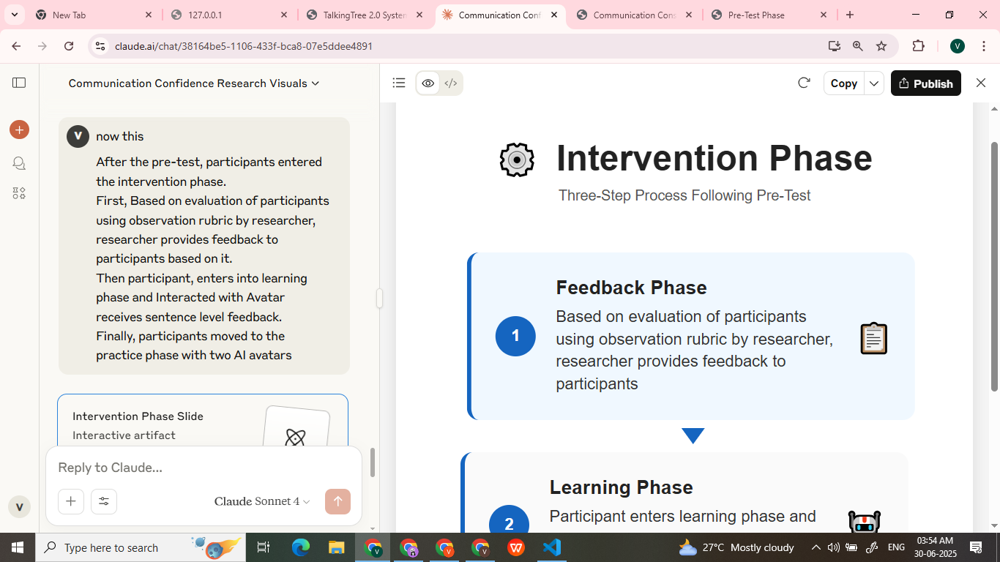 New Tab
127.0.0.1
TalkingTree 2.0 System
Communication Conf
Communication Cons
Pre-Test Phase
claude.ai/chat/38164be5-1106-433f-bca8-07e5ddee4891
V
Communication Confidence Research Visuals
Copy
Publish
V
now this
After the pre-test, participants entered
the intervention phase.
First, Based on evaluation of participants
using observation rubric by researcher,
researcher provides feedback to
participants based on it.
Then participant, enters into learning
phase and Interacted with Avatar
receives sentence level feedback.
Finally, participants moved to the
practice phase with two AI avatars
Intervention Phase Slide
Interactive artifact
Reply to Claude...
Claude Sonnet 4
V
Intervention Phase
Three-Step Process Following Pre-Test
Feedback Phase
1
Based on evaluation of participants
using observation rubric by researcher,
researcher provides feedback to
participants
Learning Phase
2
Participant enters learning phase and
Type here to search
27°C Mostly cloudy
ENG
03:54 AM
30-06-2025